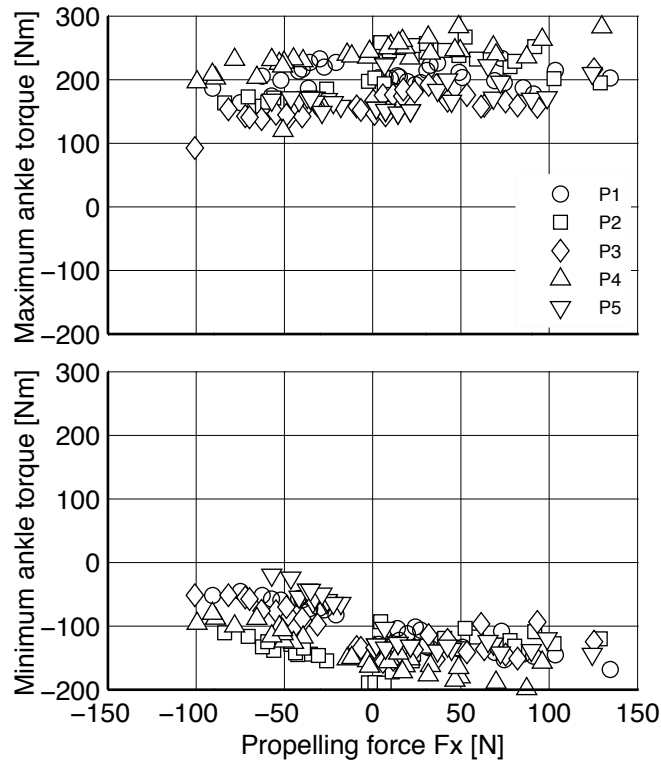 Maximum ankle torque [Nm]
300
200
100
0
−100
−200
P1
P2
P3
P4
P5
Minimum ankle torque [Nm]
300
200
100
0
−100
−200
−150 −100 −50 0 50 100 150
Propelling force Fx [N]